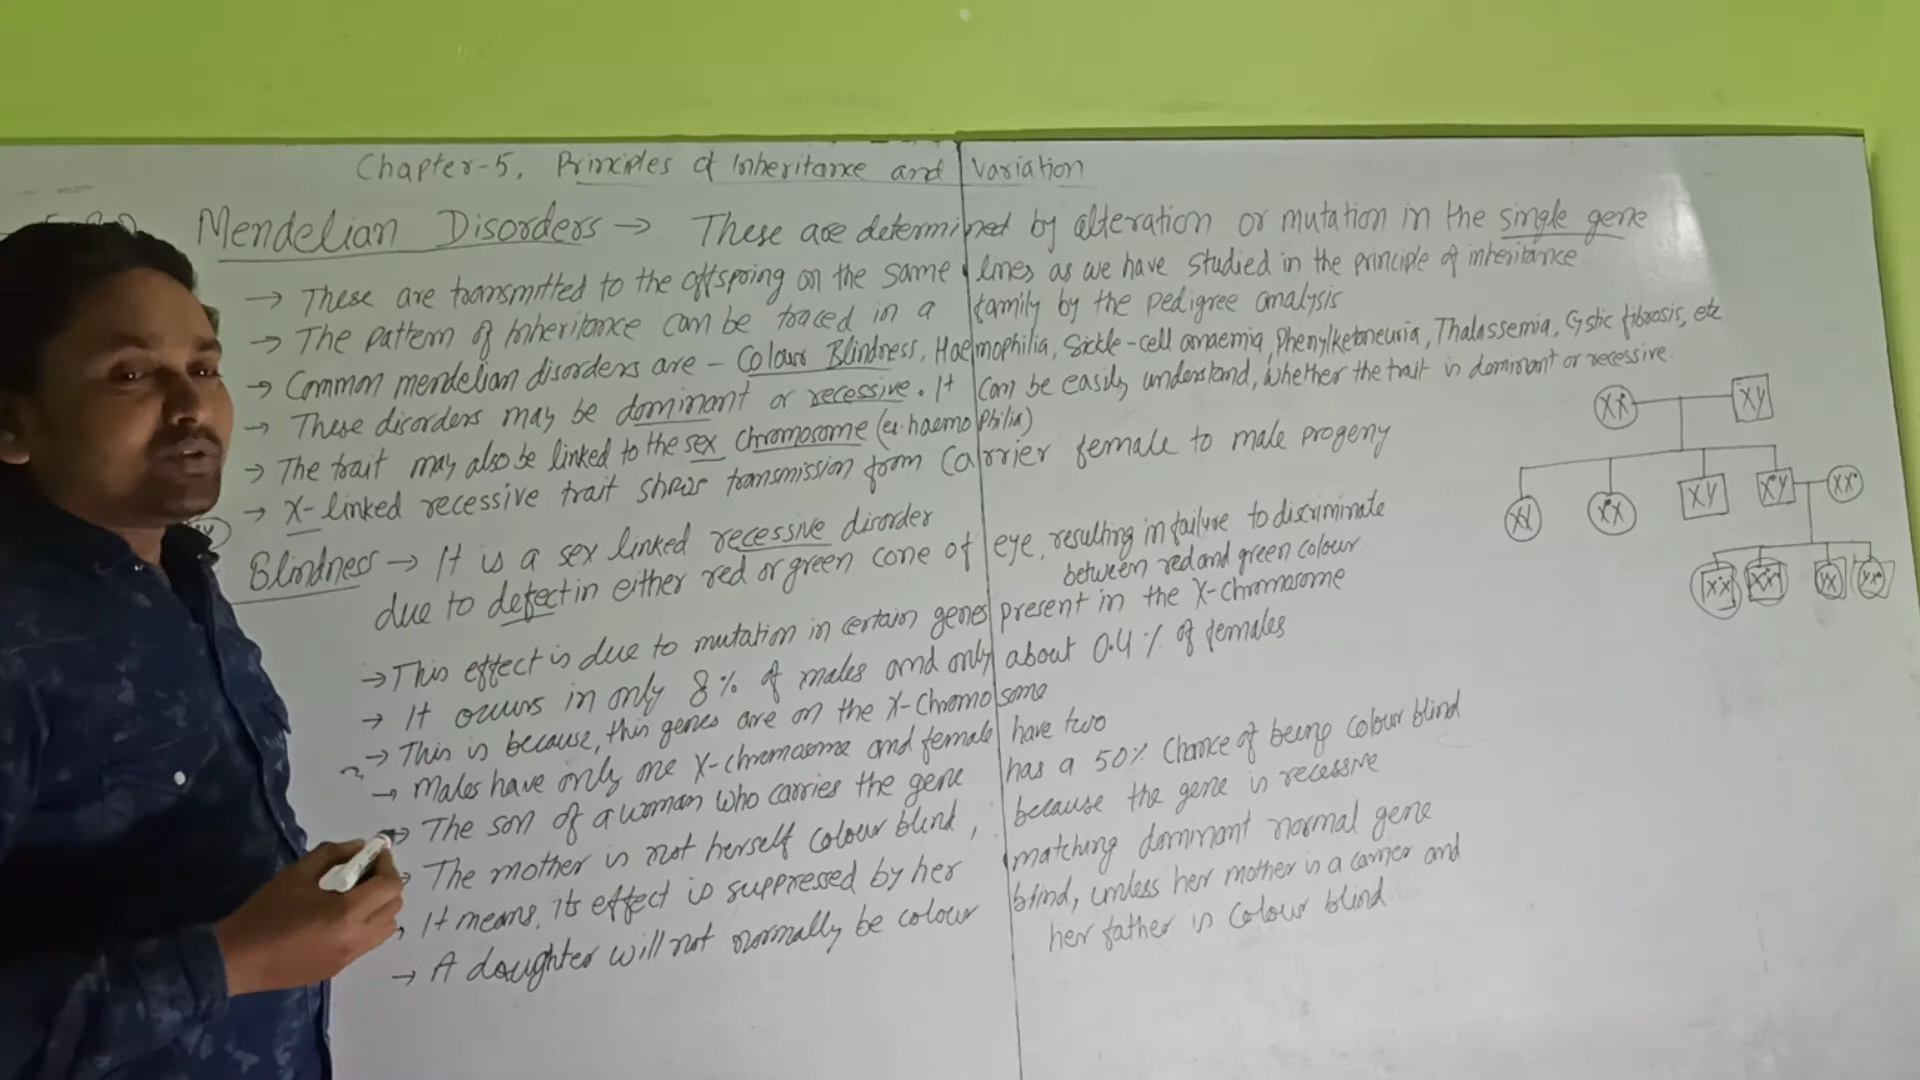 Chapter-5, Principles of Inheritance and Variation
Mendelian Disorders → These are determined by alteration or mutation in the single gene
→ These are transmitted to the offspring on the same lines as we have studied in the principle of inheritance.
→ The pattern of Inheritance can be traced in a family by the pedigree analysis
→ Common mendelian disorders are - Colour Blindness, Haemophilia, Sickle-cell anaemia, Phenylketoneuria, Thalassemia, Cystic fibrosis, etc
→ These disorders may be dominant or recessive. It can be easily understand, whether the trait is dominant or recessive.
→ The trait may also be linked to the sex chromosome (ex. haemophilia)
→ X-linked recessive trait shows transmission from carrier female to male progeny
Blindness → It is a sex linked recessive disorder
due to defect in either red or green cone of eye, resulting in failure to discriminate
between red and green colour
→ This effect is due to mutation in certain genes present in the X-chromosome
→ It occurs in only 8% of males and only about 0.4% of females
→ This is because, this genes are on the X-chromosome
→ Males have only one X-chromosome and female have two
→ The son of a woman who carries the gene has a 50% chance of being colour blind
The mother is not herself colour blind, because the gene is recessive
It means, its effect is suppressed by her matching dominant normal gene
→ A daughter will not normally be colour blind, unless her mother is a carrier and
her father is colour blind
XX XY
XX XX XY XY XX
XX XY YX YX